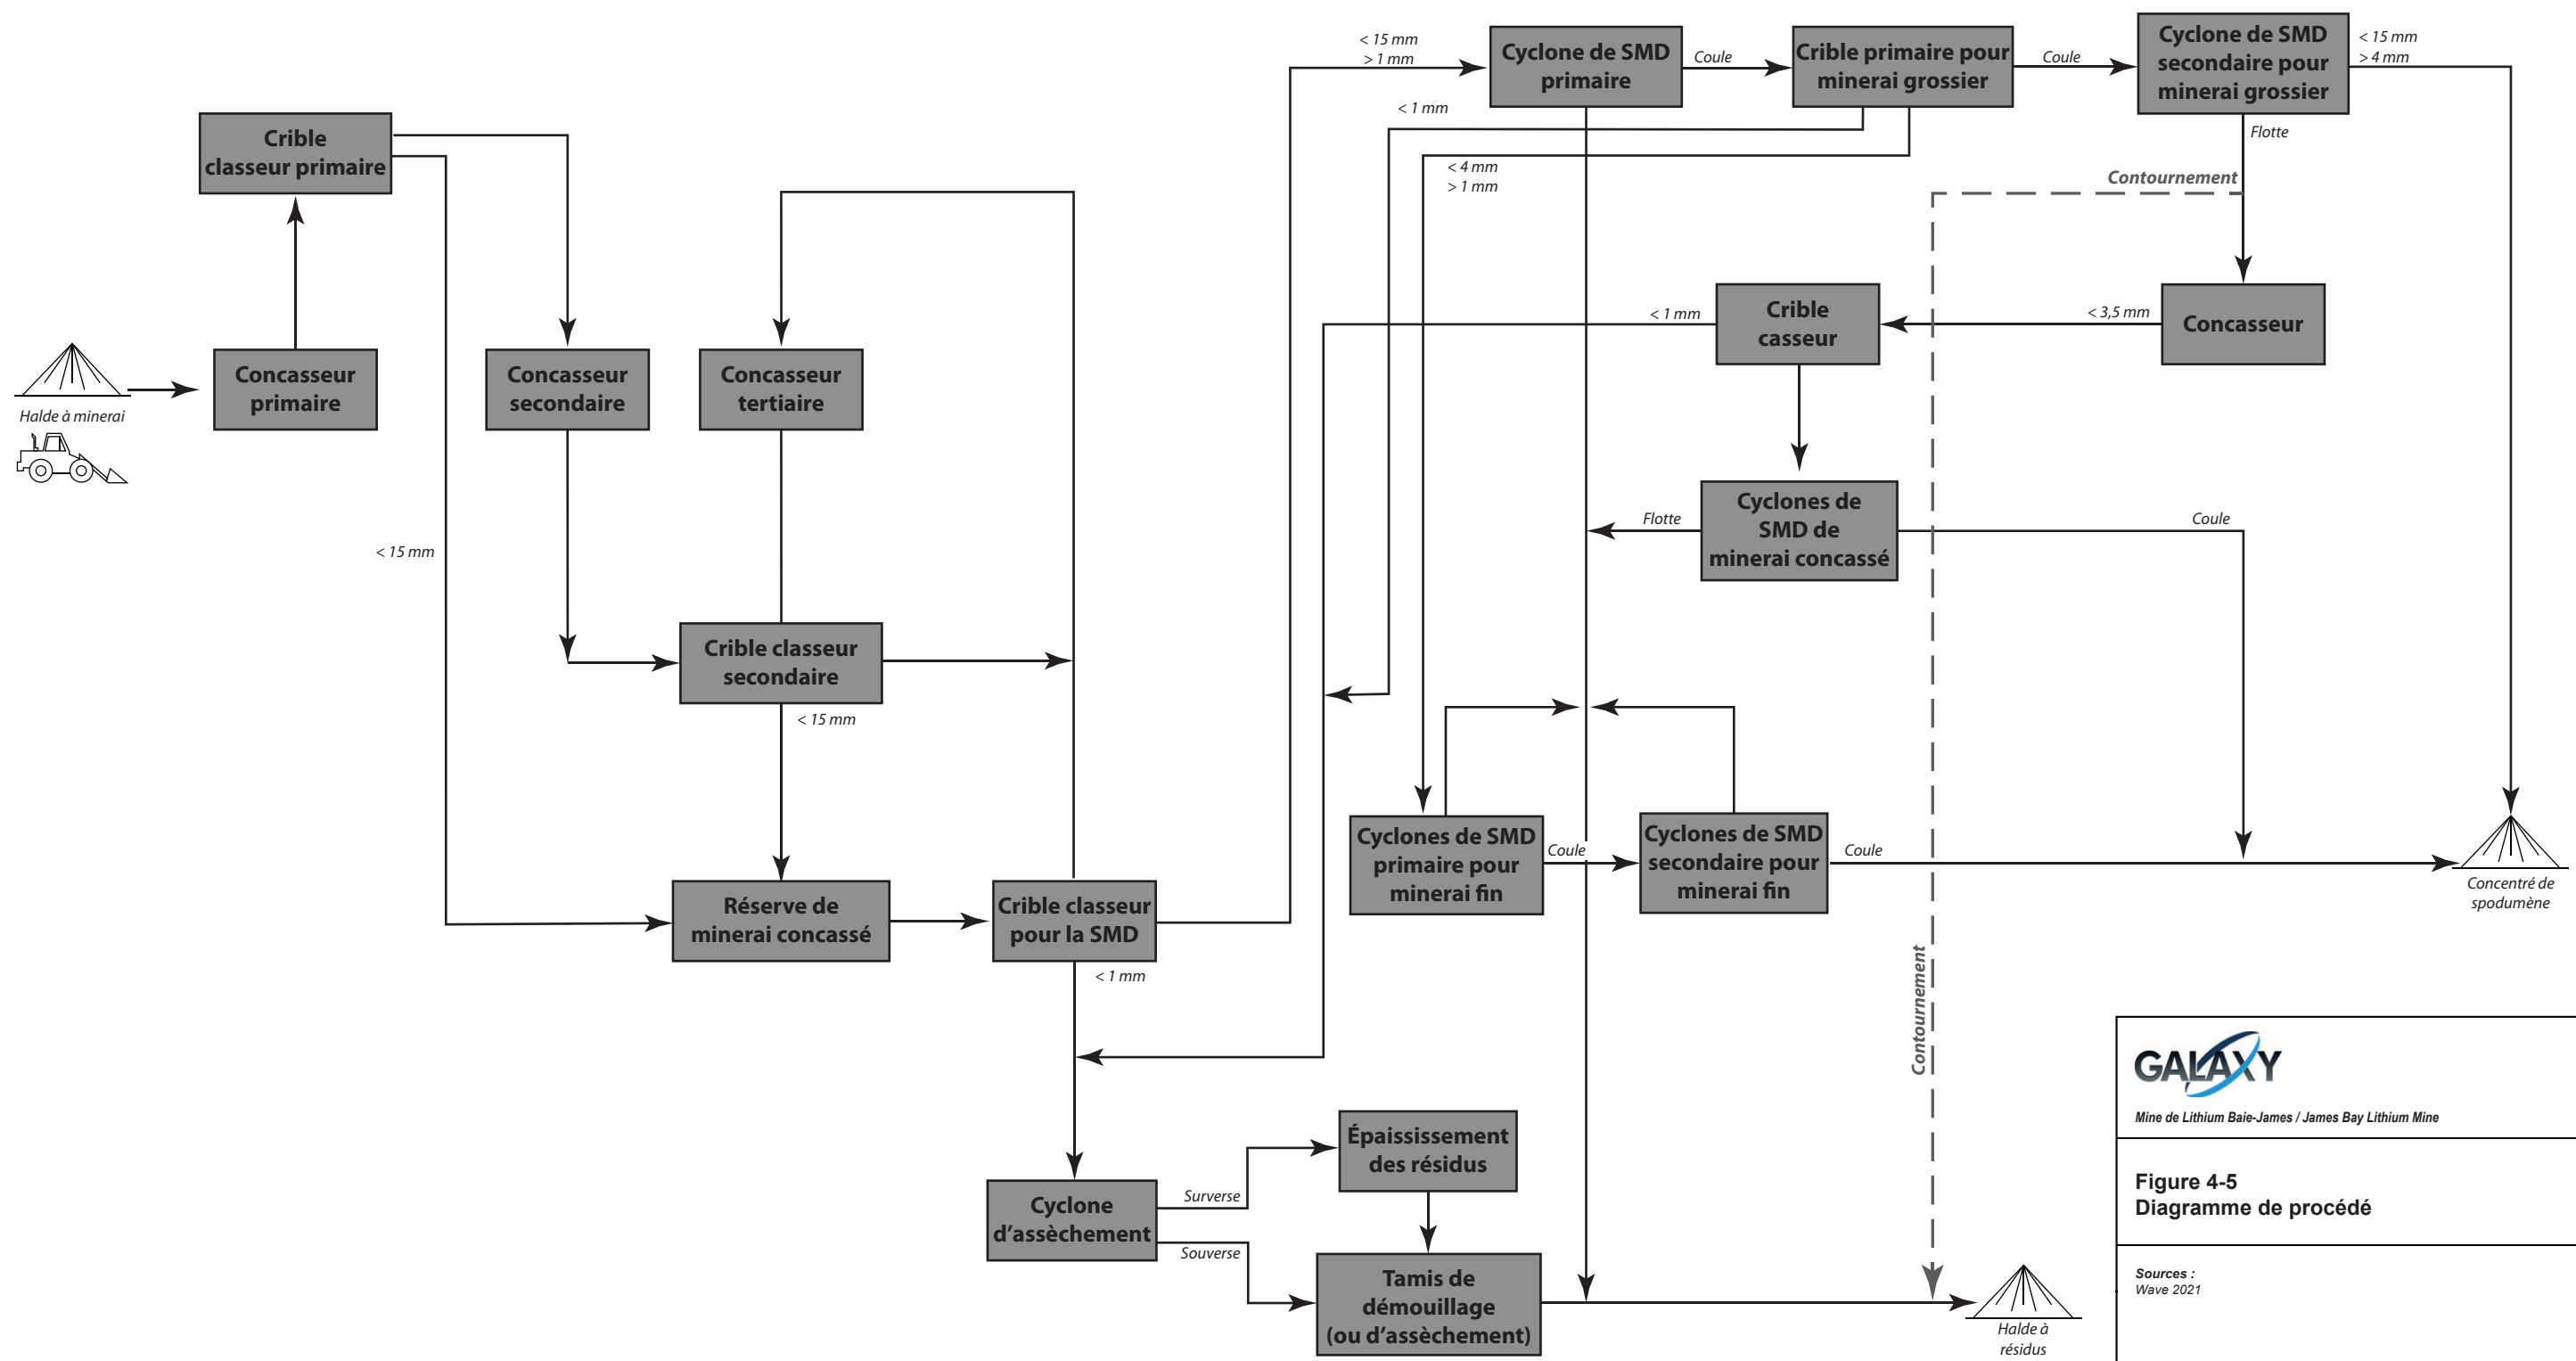 < 15 mm
> 1 mm
Cyclone de SMD
primaire
Coule
Crible primaire pour
minerai grossier
Coule
Cyclone de SMD
secondaire pour
minerai grossier
< 15 mm
> 4 mm
< 1 mm
Flotte
Crible
classeur primaire
< 4 mm
> 1 mm
Contournement
Halde à minerai
Concasseur
primaire
Concasseur
secondaire
Concasseur
tertiaire
< 1 mm
Crible
casseur
< 3,5 mm
Concasseur
< 15 mm
Flotte
Cyclones de
SMD de
minerai concassé
Coule
Crible classeur
secondaire
< 15 mm
Cyclones de SMD
primaire pour
minerai fin
Coule
Cyclones de SMD
secondaire pour
minerai fin
Coule
Concentré de
spodumène
Réserve de
minerai concassé
Crible classeur
pour la SMD
< 1 mm
Contournement
Cyclone
d'assèchement
Surverse
Souverse
Épaississement
des résidus
Tamis de
démouillage
(ou d'assèchement)
Halde à
résidus
GALAXY
Mine de Lithium Baie-James / James Bay Lithium Mine
Figure 4-5
Diagramme de procédé
Sources :
Wave 2021